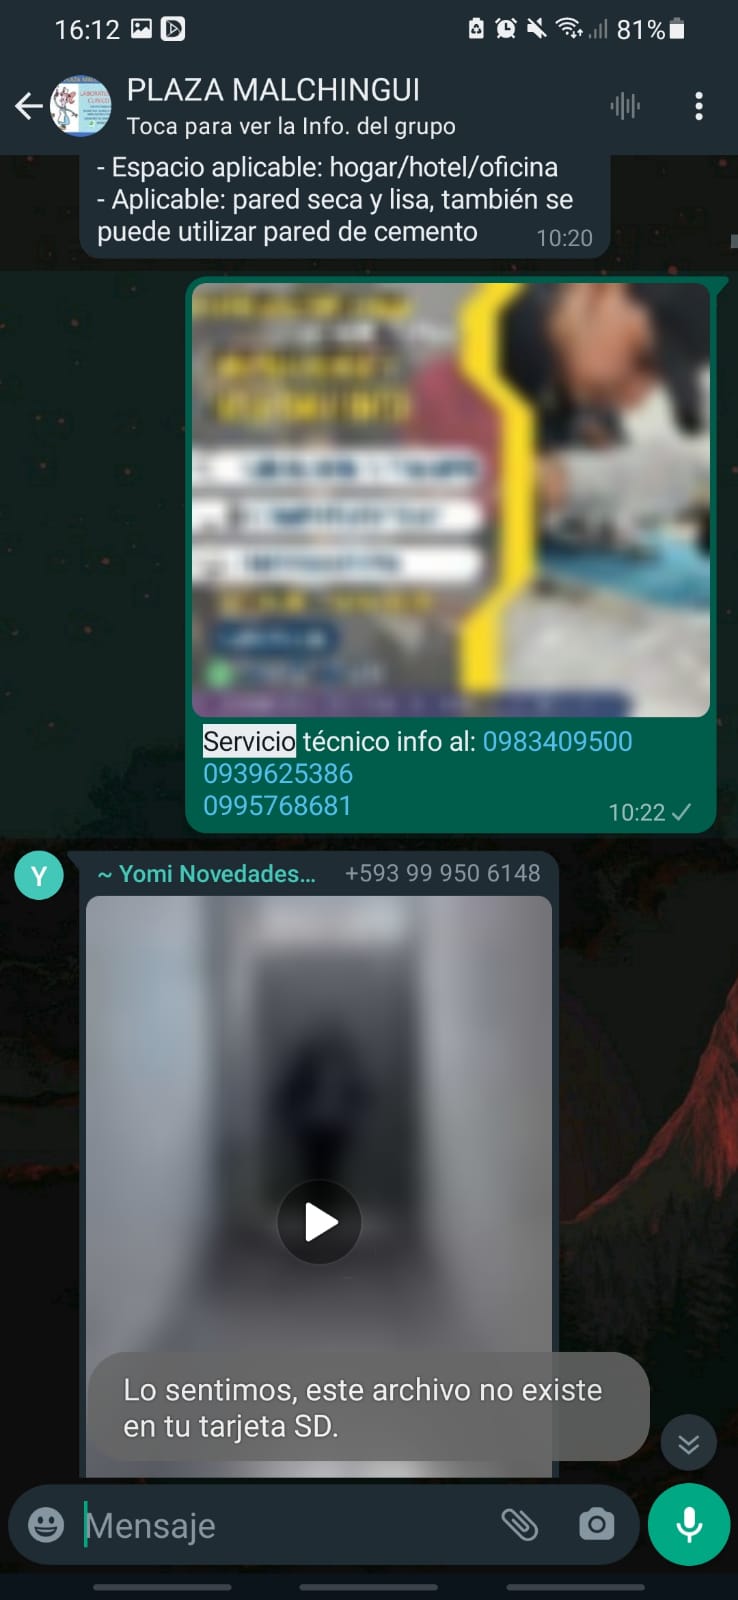 16:12
81%
PLAZA MALCHINGUI
Toca para ver la Info. del grupo
- Espacio aplicable: hogar/hotel/oficina
- Aplicable: pared seca y lisa, también se
puede utilizar pared de cemento
10:20
Servicio técnico info al: 0983409500
0939625386
0995768681
10:22
Y
~ Yomi Novedades...
+593 99 950 6148
Lo sentimos, este archivo no existe
en tu tarjeta SD.
Mensaje